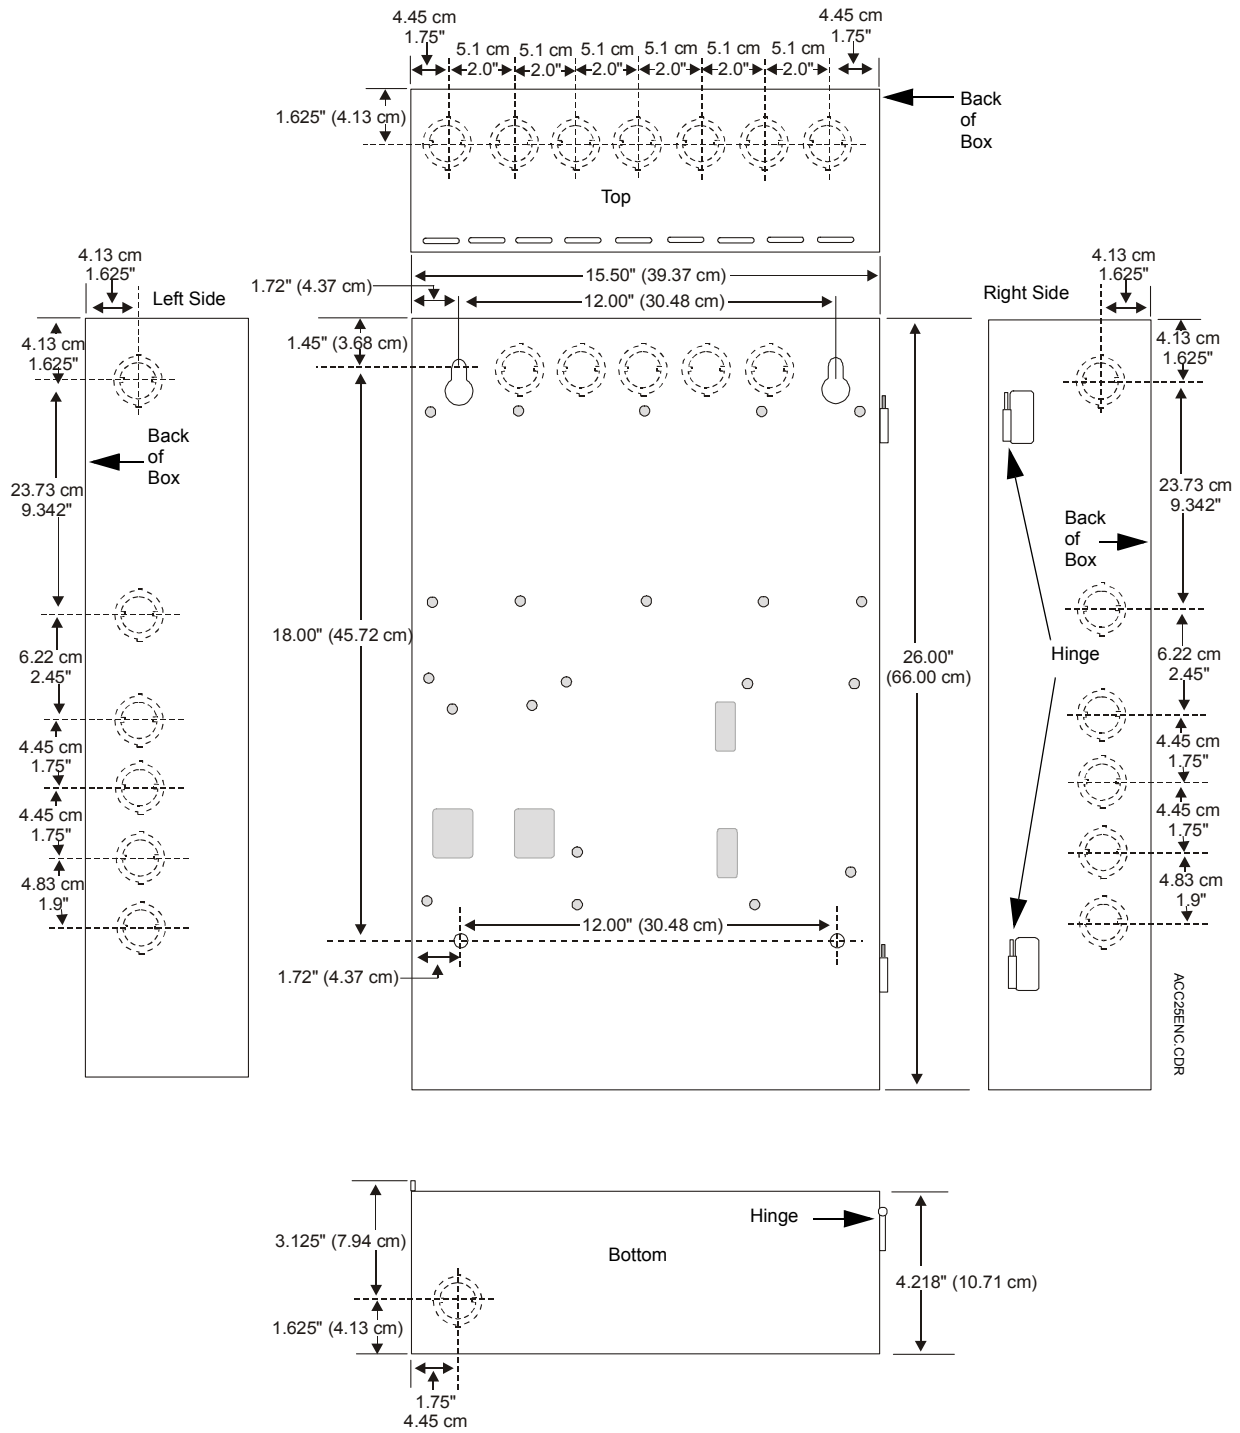 4.45 cm
1.75"
5.1 cm
2.0"
5.1 cm
2.0"
5.1 cm
2.0"
5.1 cm
2.0"
5.1 cm
2.0"
5.1 cm
2.0"
4.45 cm
1.75"
1.625" (4.13 cm)
Back
of
Box
Top
15.50" (39.37 cm)
1.72" (4.37 cm)
12.00" (30.48 cm)
1.45" (3.68 cm)
18.00" (45.72 cm)
26.00"
(66.00 cm)
12.00" (30.48 cm)
1.72" (4.37 cm)
4.13 cm
1.625"
Left Side
4.13 cm
1.625"
Back
of
Box
23.73 cm
9.342"
6.22 cm
2.45"
4.45 cm
1.75"
4.45 cm
1.75"
4.83 cm
1.9"
4.13 cm
1.625"
Right Side
4.13 cm
1.625"
23.73 cm
9.342"
Back
of
Box
Hinge
6.22 cm
2.45"
4.45 cm
1.75"
4.45 cm
1.75"
4.83 cm
1.9"
ACC25ENC.CDR
Hinge
3.125" (7.94 cm)
Bottom
4.218" (10.71 cm)
1.625" (4.13 cm)
1.75"
4.45 cm